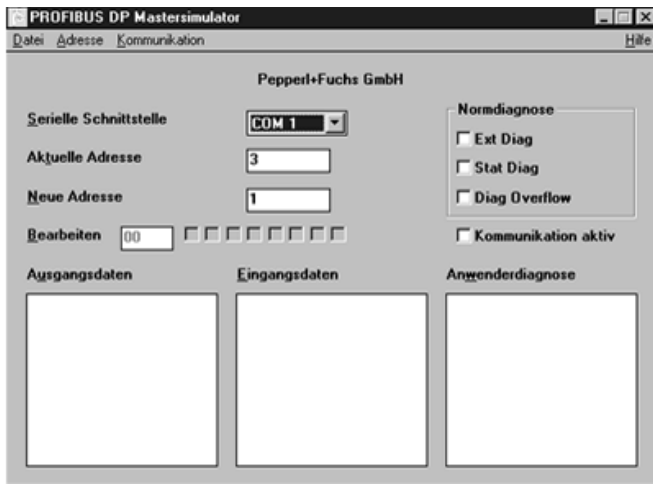 PROFIBUS DP Mastersimulator
Datei Adresse Kommunikation Hilfe
Pepperl+Fuchs GmbH
Serielle Schnittstelle COM 1
Normdiagnose
Ext Diag
Aktuelle Adresse 3
Stat Diag
Neue Adresse 1
Diag Overflow
Bearbeiten 00
Kommunikation aktiv
Ausgangsdaten Eingangsdaten Anwenderdiagnose